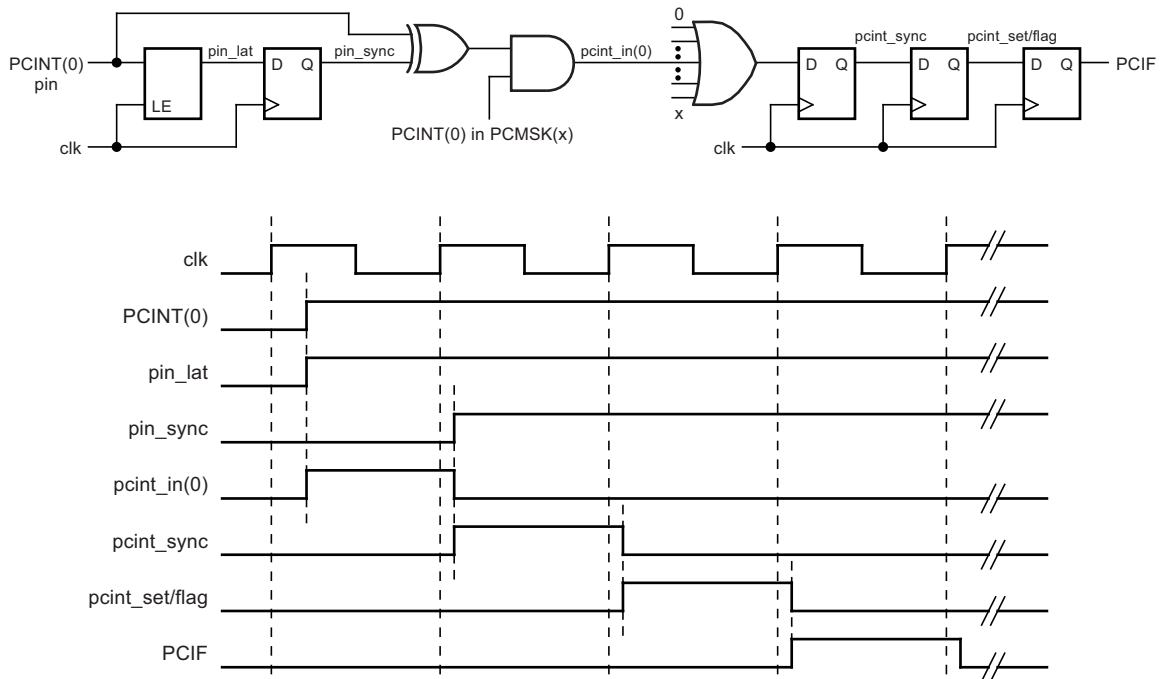 PCINT(0)
pin
clk
LE
pin_lat
D
Q
pin_sync
PCINT(0) in PCMSK(x)
pcint_in(0)
0
x
clk
D
Q
pcint_sync
D
Q
pcint_set/flag
D
Q
PCIF
clk
PCINT(0)
pin_lat
pin_sync
pcint_in(0)
pcint_sync
pcint_set/flag
PCIF